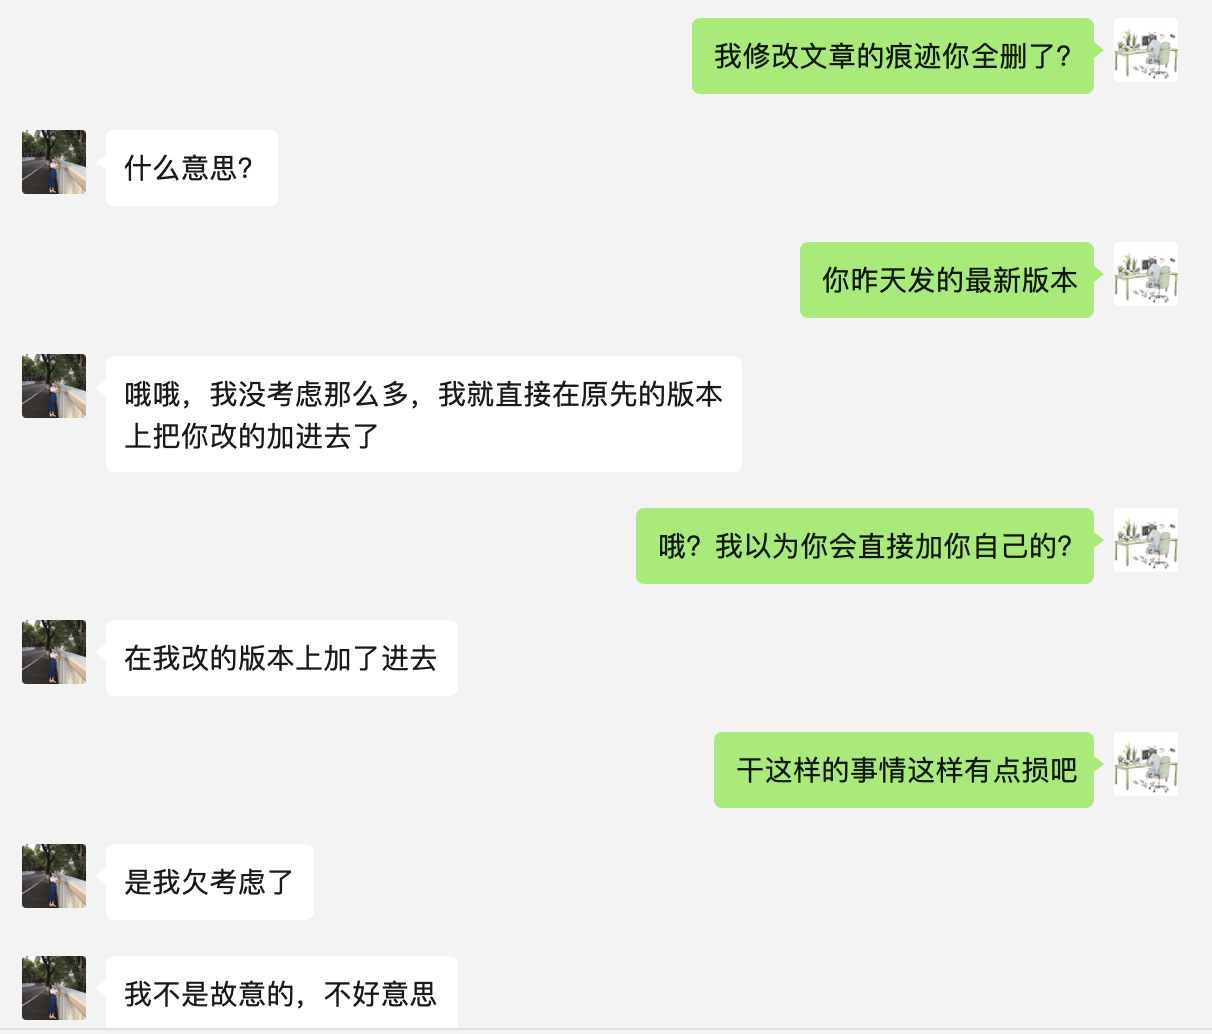 我修改文章的痕迹你全删了?
什么意思?
你昨天发的最新版本
哦哦，我没考虑那么多，我就直接在原先的版本
上把你改的加进去了
哦? 我以为你会直接加你自己的?
在我改的版本上加了进去
干这样的事情这样有点损吧
是我欠考虑了
我不是故意的，不好意思